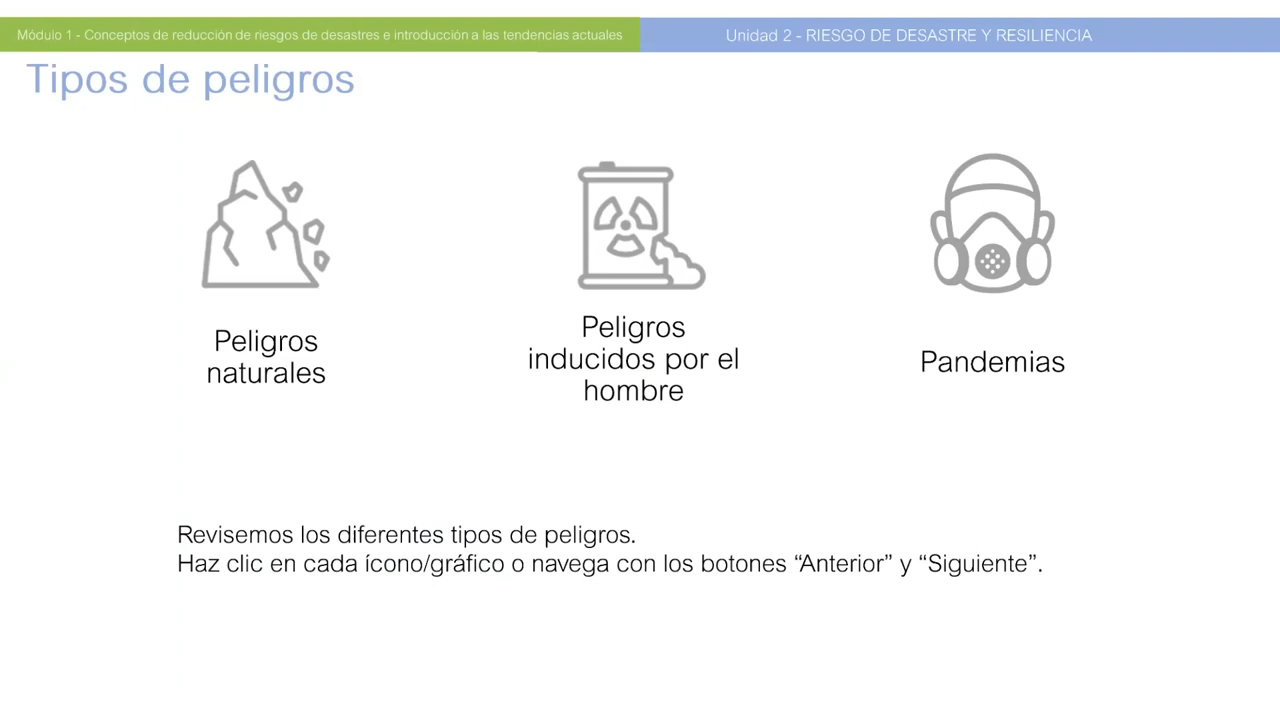 Módulo 1 - Conceptos de reducción de riesgos de desastres e introducción a las tendencias actuales
Unidad 2 - RIESGO DE DESASTRE Y RESILIENCIA
Tipos de peligros
Peligros
naturales
Peligros
inducidos por el
hombre
Pandemias
Revisemos los diferentes tipos de peligros.
Haz clic en cada ícono/gráfico o navega con los botones “Anterior” y “Siguiente”.